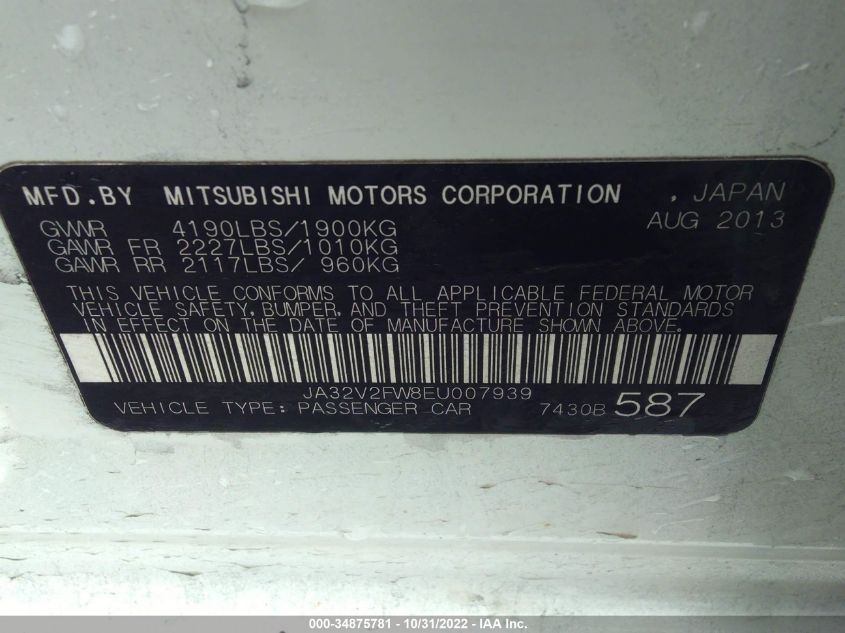 MFD.BY MITSUBISHI MOTORS CORPORATION , JAPAN
AUG 2013
GVWR 4190LBS/1900KG
GAWR FR 2227LBS/1010KG
GAWR RR 2117LBS/ 960KG
THIS VEHICLE CONFORMS TO ALL APPLICABLE FEDERAL MOTOR
VEHICLE SAFETY, BUMPER, AND THEFT PREVENTION STANDARDS
IN EFFECT ON THE DATE OF MANUFACTURE SHOWN ABOVE.
JA32V2FW8EU007939
VEHICLE TYPE: PASSENGER CAR 7430B 587
000-34875781 - 10/31/2022 - IAA Inc.